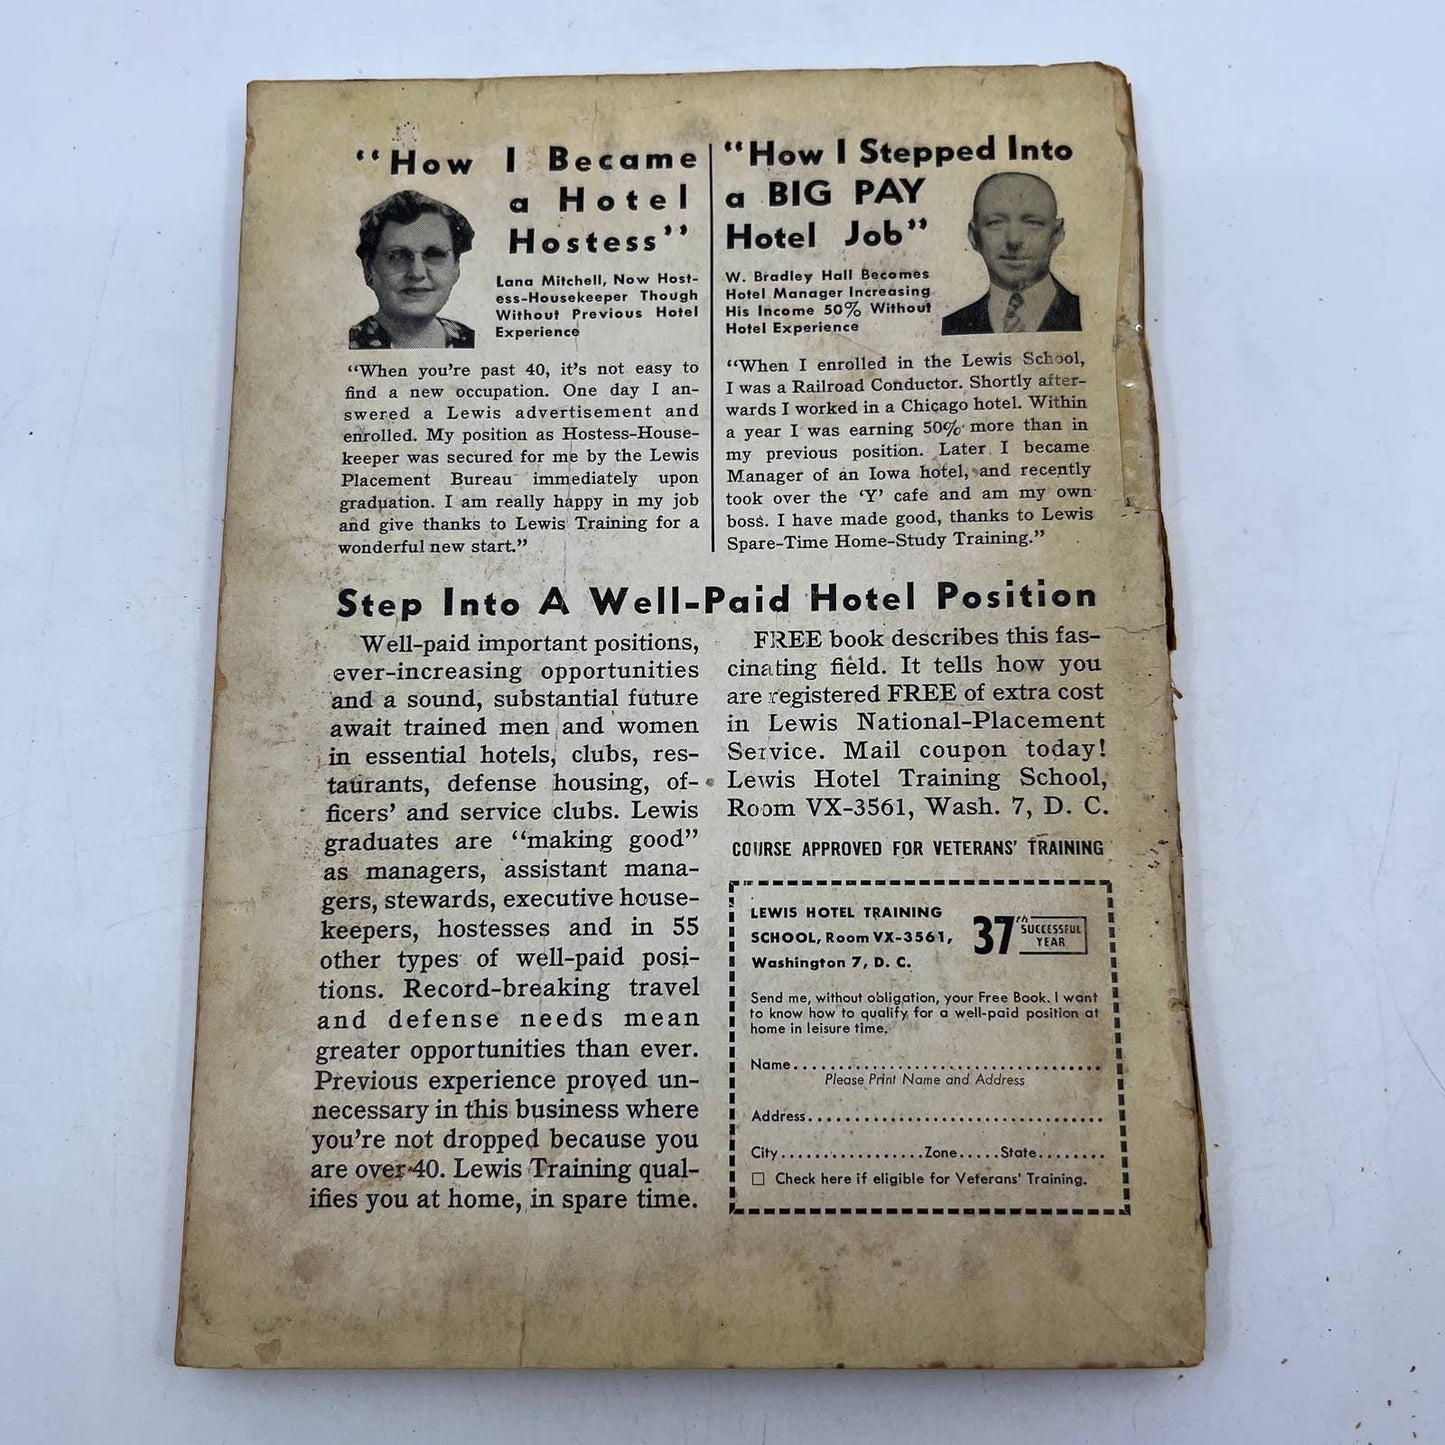 “How I Became
a Hotel
Hostess”
Lana Mitchell, Now Host-
ess-Housekeeper Though
Without Previous Hotel
Experience
“When you’re past 40, it’s not easy to
find a new occupation. One day I an-
swered a Lewis advertisement and
enrolled. My position as Hostess-House-
keeper was secured for me by the Lewis
Placement Bureau immediately upon
graduation. I am really happy in my job
and give thanks to Lewis Training for a
wonderful new start.”
“How I Stepped Into
a BIG PAY
Hotel Job”
W. Bradley Hall Becomes
Hotel Manager Increasing
His Income 50% Without
Hotel Experience
“When I enrolled in the Lewis School,
I was a Railroad Conductor. Shortly after-
wards I worked in a Chicago hotel. Within
a year I was earning 50% more than in
my previous position. Later I became
Manager of an Iowa hotel, and recently
took over the ‘Y’ cafe and am my own
boss. I have made good, thanks to Lewis
Spare-Time Home-Study Training.”
Step Into A Well-Paid Hotel Position
Well-paid important positions,
ever-increasing opportunities
and a sound, substantial future
await trained men and women
in essential hotels, clubs, res-
taurants, defense housing, of-
ficers’ and service clubs. Lewis
graduates are “making good”
as managers, assistant mana-
gers, stewards, executive house-
keepers, hostesses and in 55
other types of well-paid posi-
tions. Record-breaking travel
and defense needs mean
greater opportunities than ever.
Previous experience proved un-
necessary in this business where
you’re not dropped because you
are over 40. Lewis Training qual-
ifies you at home, in spare time.
FREE book describes this fas-
cinating field. It tells how you
are registered FREE of extra cost
in Lewis National-Placement
Service. Mail coupon today!
Lewis Hotel Training School,
Room VX-3561, Wash. 7, D. C.
COURSE APPROVED FOR VETERANS’ TRAINING
LEWIS HOTEL TRAINING
SCHOOL, Room VX-3561,
Washington 7, D. C.
37th SUCCESSFUL
YEAR
Send me, without obligation, your Free Book. I want
to know how to qualify for a well-paid position at
home in leisure time.
Name....................................
Please Print Name and Address
Address..................................
City.................Zone.....State........
☐ Check here if eligible for Veterans’ Training.